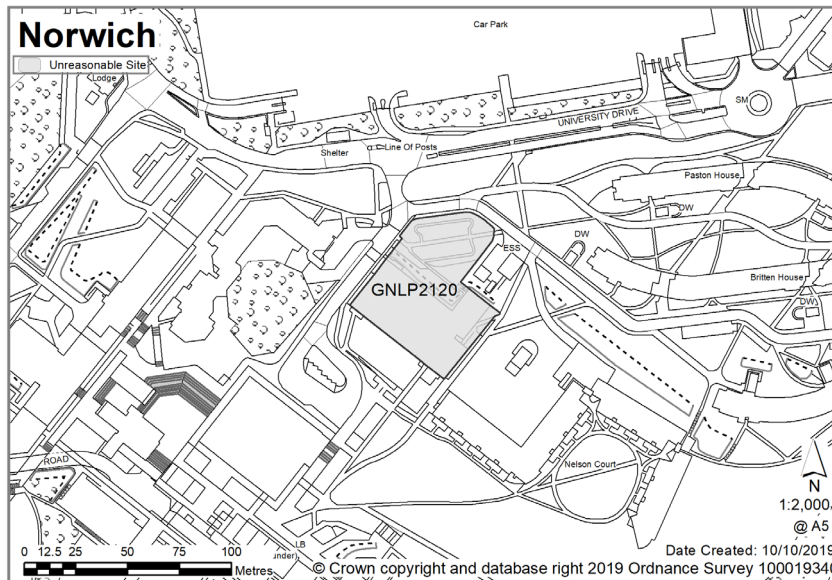 Norwich
Unreasonable Site
Lodge
Car Park
SM
UNIVERSITY DRIVE
Shelter
Line Of Posts
Paston House
DW
DW
ESS
Britten House
GNLP2120
DW
ROAD
Nelson Court
N
1:2,000
@ A5
LB
under)
Date Created: 10/10/2019
0 12.5 25 50 75 100
Metres
© Crown copyright and database right 2019 Ordnance Survey 10001934